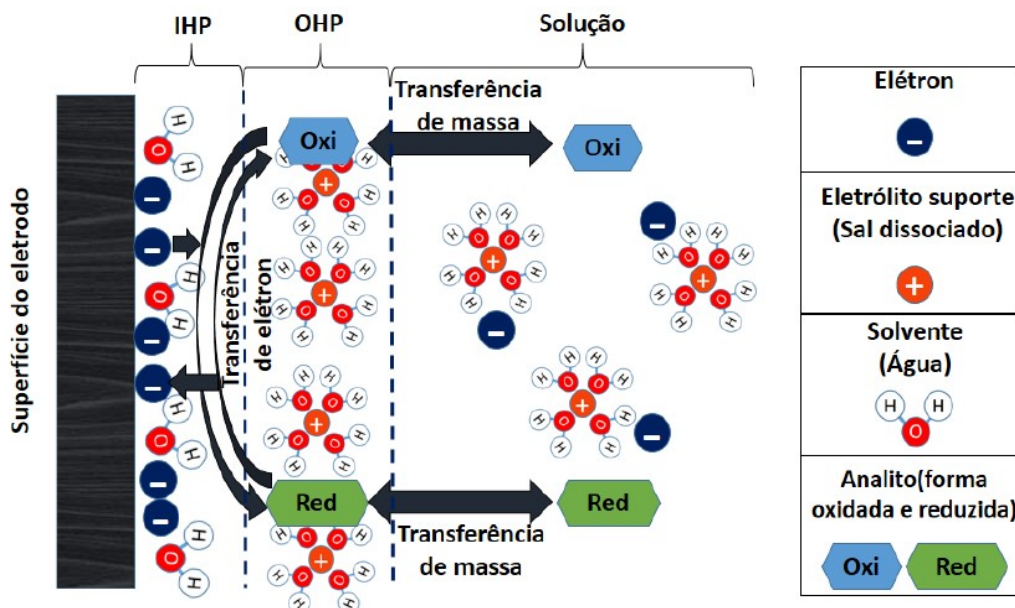 IHP
OHP
Solução
Superfície do eletrodo
Transferência
de massa
Oxi
Oxi
Transferência
de elétron
Red
Red
Transferência
de massa
Elétron
Eletrólito suporte
(Sal dissociado)
Solvente
(Água)
H H
O
Analito(forma
oxidada e reduzida)
Oxi Red